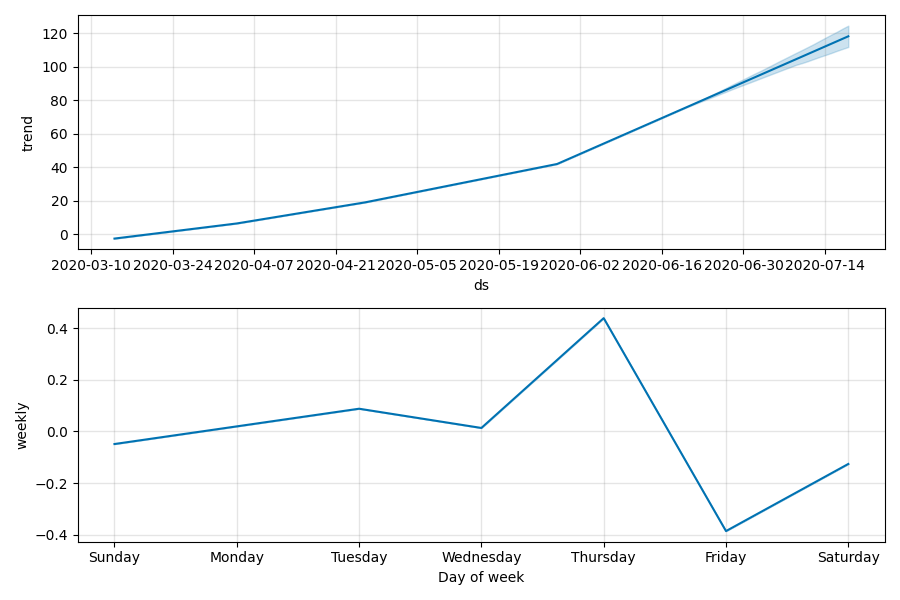 120
100
80
60
40
20
0
trend
2020-03-10 2020-03-24 2020-04-07 2020-04-21 2020-05-05 2020-05-19 2020-06-02 2020-06-16 2020-06-30 2020-07-14
ds
0.4
0.2
0.0
−0.2
−0.4
weekly
Sunday Monday Tuesday Wednesday Thursday Friday Saturday
Day of week